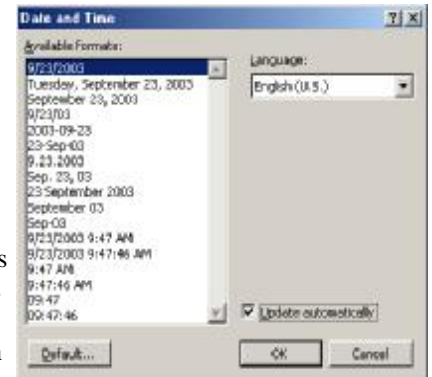 Date and Time
Available Formats:
Language:
9/23/2003
English (U.S.)
Tuesday, September 23, 2003
September 23, 2003
9/23/03
2003-09-23
23-Sep-03
9.23.2003
Sep. 23, 03
23 September 2003
September 03
Sep-03
9/23/2003 9:47 AM
9/23/2003 9:47:46 AM
9:47 AM
9:47:46 AM
09:47
09:47:46
Update automatically
Default...
OK
Cancel